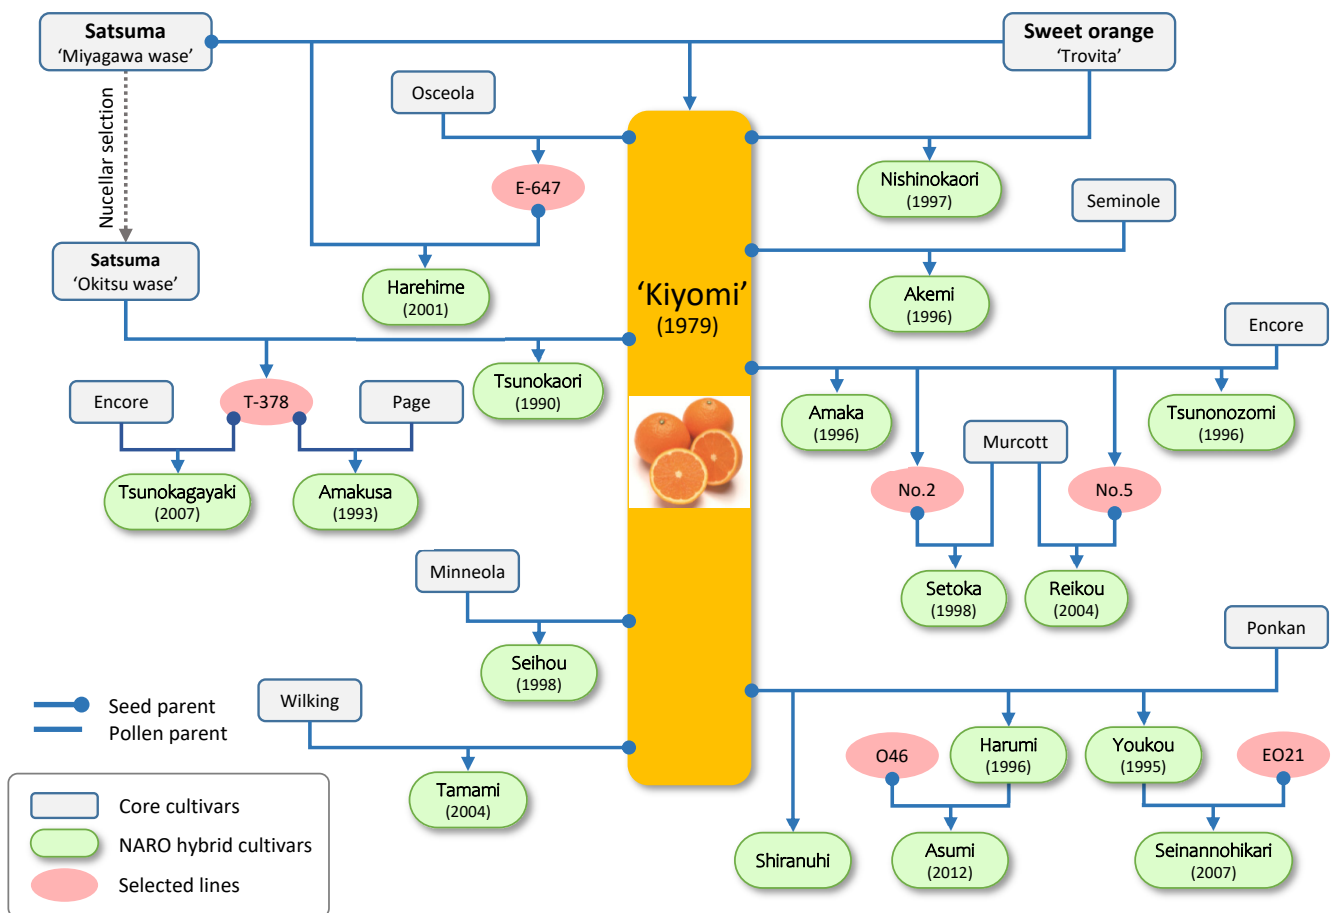 Satsuma
‘Miyagawa wase’
Sweet orange
‘Trovita’
Nucellar selction
Osceola
E-647
Nishinokaori
(1997)
Seminole
Satsuma
‘Okitsu wase’
Harehime
(2001)
‘Kiyomi’
(1979)
Akemi
(1996)
Encore
Tsunokaori
(1990)
Encore
T-378
Page
Amaka
(1996)
Murcott
Tsunonozomi
(1996)
Tsunokagayaki
(2007)
Amakusa
(1993)
No.2
No.5
Minneola
Setoka
(1998)
Reikou
(2004)
Ponkan
Seihou
(1998)
Wilking
Seed parent
Pollen parent
O46
Harumi
(1996)
Youkou
(1995)
EO21
Tamami
(2004)
Core cultivars
NARO hybrid cultivars
Selected lines
Shiranuhi
Asumi
(2012)
Seinannohikari
(2007)